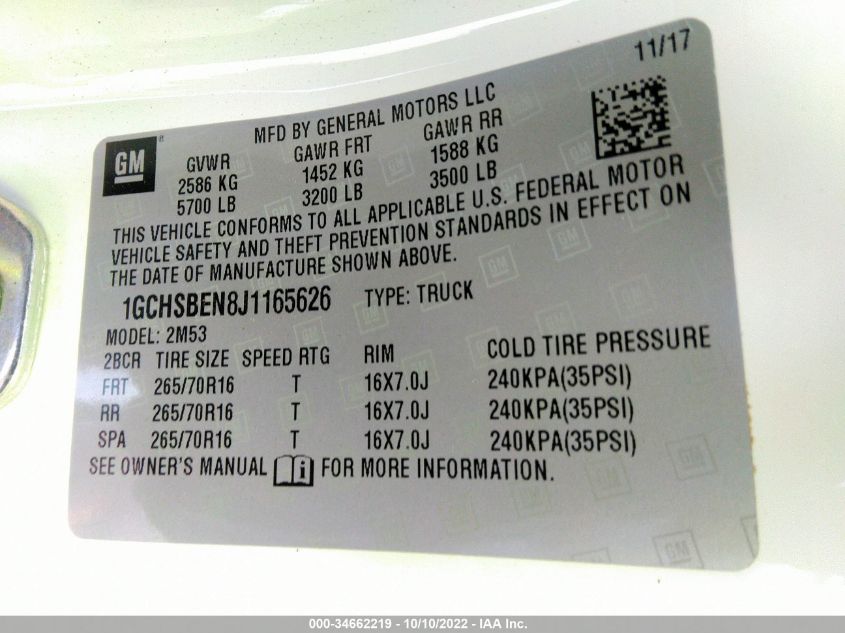 11/17
MFD BY GENERAL MOTORS LLC
GM
GVWR GAWR FRT GAWR RR
2586 KG 1452 KG 1588 KG
5700 LB 3200 LB 3500 LB
THIS VEHICLE CONFORMS TO ALL APPLICABLE U.S. FEDERAL MOTOR
VEHICLE SAFETY AND THEFT PREVENTION STANDARDS IN EFFECT ON
THE DATE OF MANUFACTURE SHOWN ABOVE.
1GCHSBEN8J1165626 TYPE: TRUCK
MODEL: 2M53
2BCR TIRE SIZE SPEED RTG RIM COLD TIRE PRESSURE
FRT 265/70R16 T 16X7.0J 240KPA(35PSI)
RR 265/70R16 T 16X7.0J 240KPA(35PSI)
SPA 265/70R16 T 16X7.0J 240KPA(35PSI)
SEE OWNER'S MANUAL i FOR MORE INFORMATION.
GM
000-34662219 - 10/10/2022 - IAA Inc.